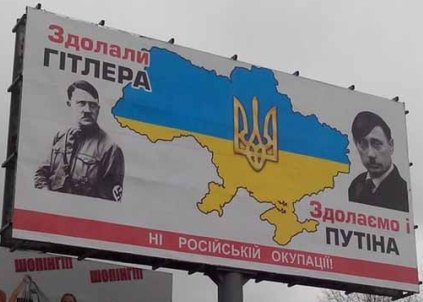 Здолали
ГІТЛЕРА
Здолаємо і
ПУТІНА
НІ РОСІЙСЬКІЙ ОКУПАЦІЇ!
ШОПІНГ!!! ШОПІНГ!!!